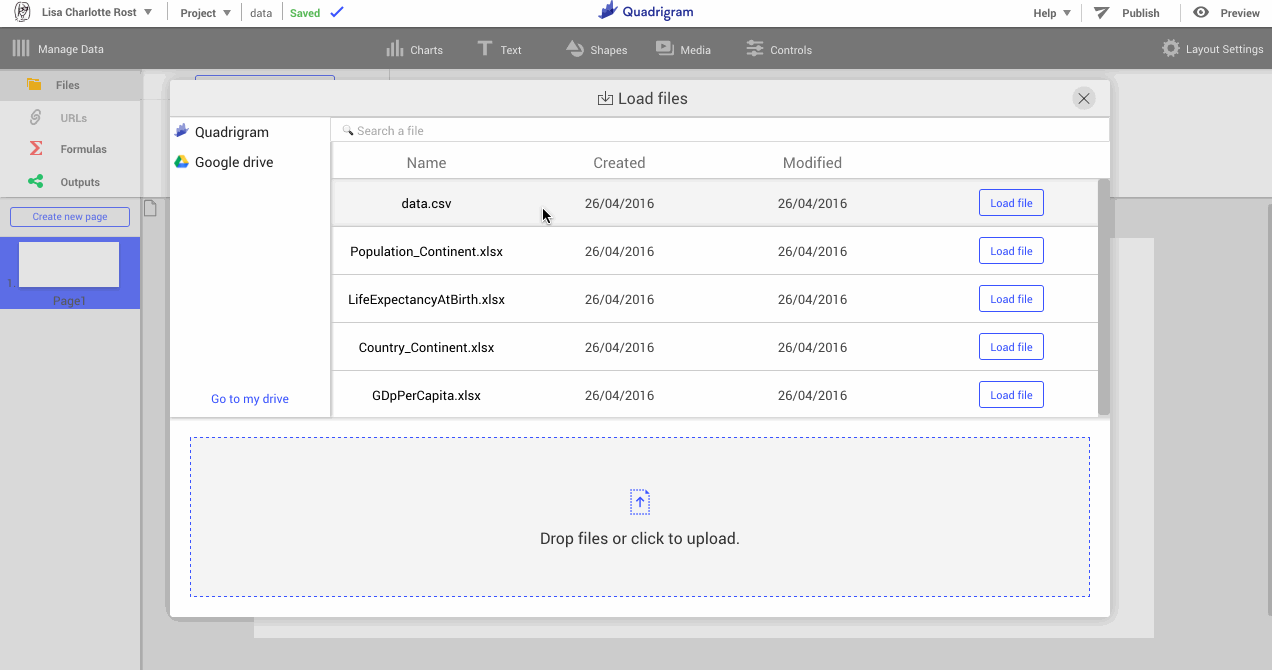 Lisa Charlotte Rost Project data Saved Quadrigram Help Publish Preview
Manage Data Charts Text Shapes Media Controls Layout Settings
Files
URLs
Formulas
Outputs
Create new page
1.
Page1
Load files
Quadrigram
Google drive
Go to my drive
Search a file
Name Created Modified
data.csv 26/04/2016 26/04/2016 Load file
Population_Continent.xlsx 26/04/2016 26/04/2016 Load file
LifeExpectancyAtBirth.xlsx 26/04/2016 26/04/2016 Load file
Country_Continent.xlsx 26/04/2016 26/04/2016 Load file
GDpPerCapita.xlsx 26/04/2016 26/04/2016 Load file
Drop files or click to upload.